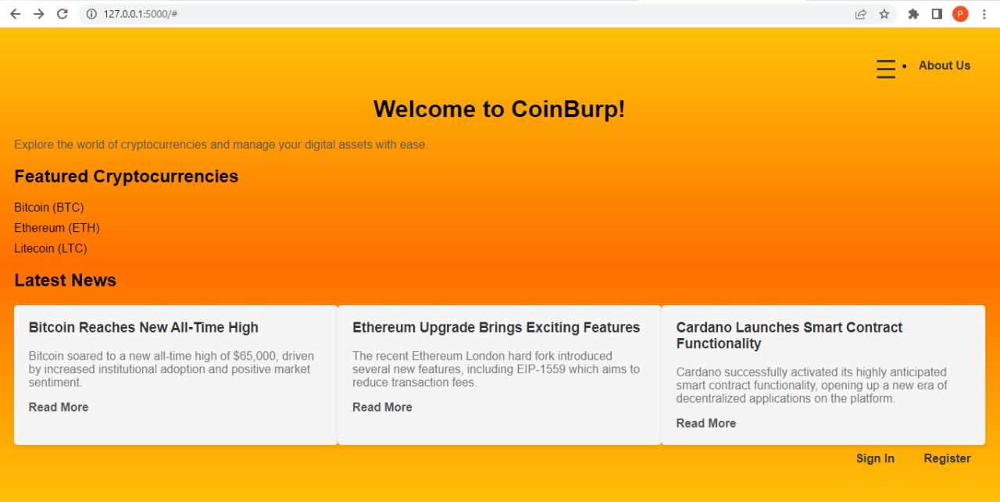 127.0.0.1:5000/#
P
• About Us
Welcome to CoinBurp!
Explore the world of cryptocurrencies and manage your digital assets with ease.
Featured Cryptocurrencies
Bitcoin (BTC)
Ethereum (ETH)
Litecoin (LTC)
Latest News
Bitcoin Reaches New All-Time High
Bitcoin soared to a new all-time high of $65,000, driven
by increased institutional adoption and positive market
sentiment.
Read More
Ethereum Upgrade Brings Exciting Features
The recent Ethereum London hard fork introduced
several new features, including EIP-1559 which aims to
reduce transaction fees.
Read More
Cardano Launches Smart Contract
Functionality
Cardano successfully activated its highly anticipated
smart contract functionality, opening up a new era of
decentralized applications on the platform.
Read More
Sign In
Register